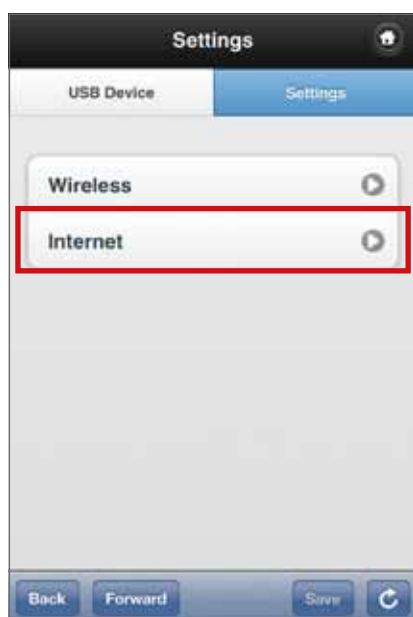 Settings
USB Device Settings
Wireless
Internet
Back Forward Save